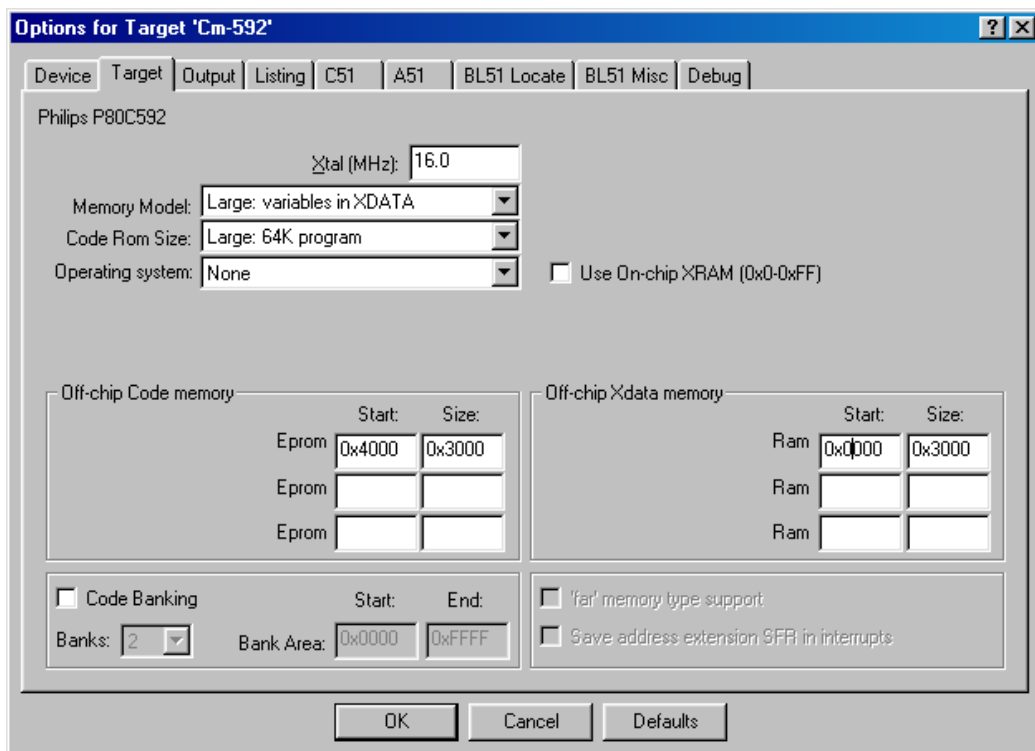 Options for Target 'Cm-592'
Device Target Output Listing C51 A51 BL51 Locate BL51 Misc Debug
Philips P80C592
Xtal (MHz): 16.0
Memory Model: Large: variables in XDATA
Code Rom Size: Large: 64K program
Operating system: None Use On-chip XRAM (0x0-0xFF)
Off-chip Code memory Off-chip Xdata memory
Start: Size: Start: Size:
Eprom 0x4000 0x3000 Ram 0x0000 0x3000
Eprom Ram
Eprom Ram
Code Banking Start: End: 'far' memory type support
Banks: 2 Bank Area: 0x0000 0xFFFF Save address extension SFR in interrupts
OK Cancel Defaults